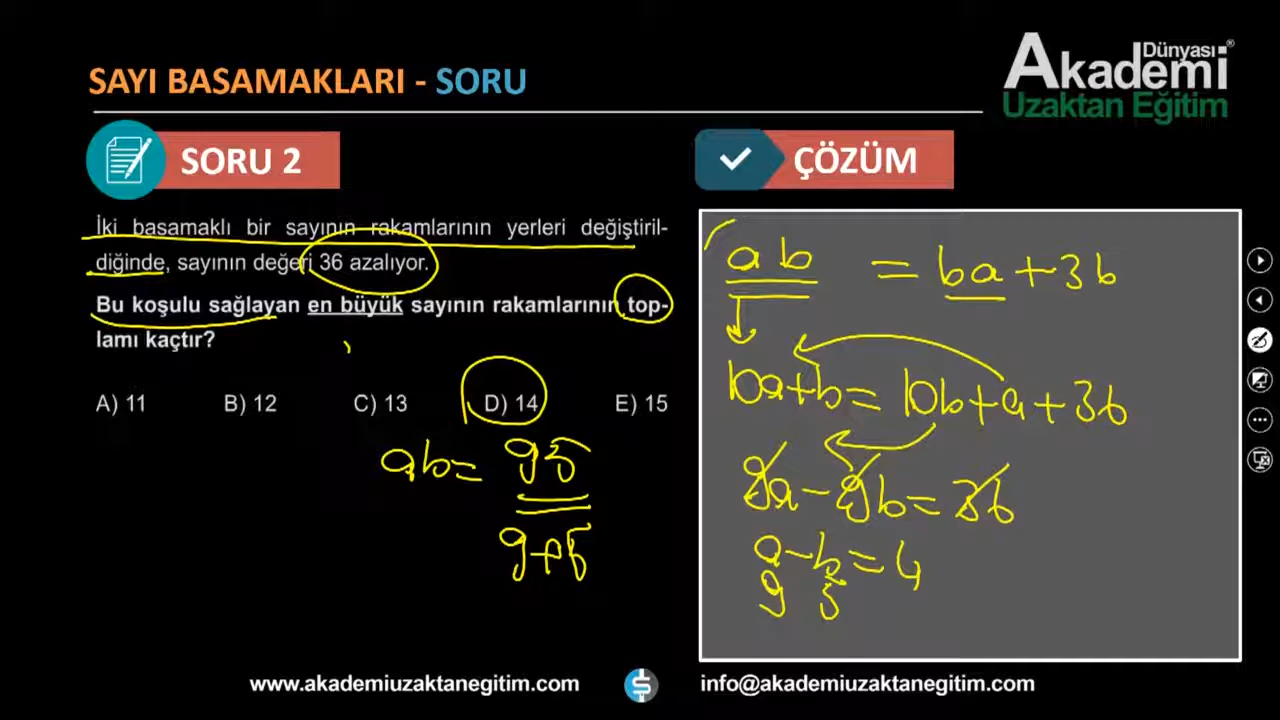 SAYI BASAMAKLARI - SORU
Dünyası
Akademi
Uzaktan Eğitim
SORU 2
İki basamaklı bir sayının rakamlarının yerleri değiştiril-
diğinde, sayının değeri 36 azalıyor.
Bu koşulu sağlayan en büyük sayının rakamlarının top-
lamı kaçtır?
A) 11 B) 12 C) 13 D) 14 E) 15
ab = 95
9+5
ÇÖZÜM
ab = ba + 36
10a+b = 10b+a+36
9a - 9b = 36
a-b = 4
9 5
www.akademiuzaktanegitim.com
info@akademiuzaktanegitim.com